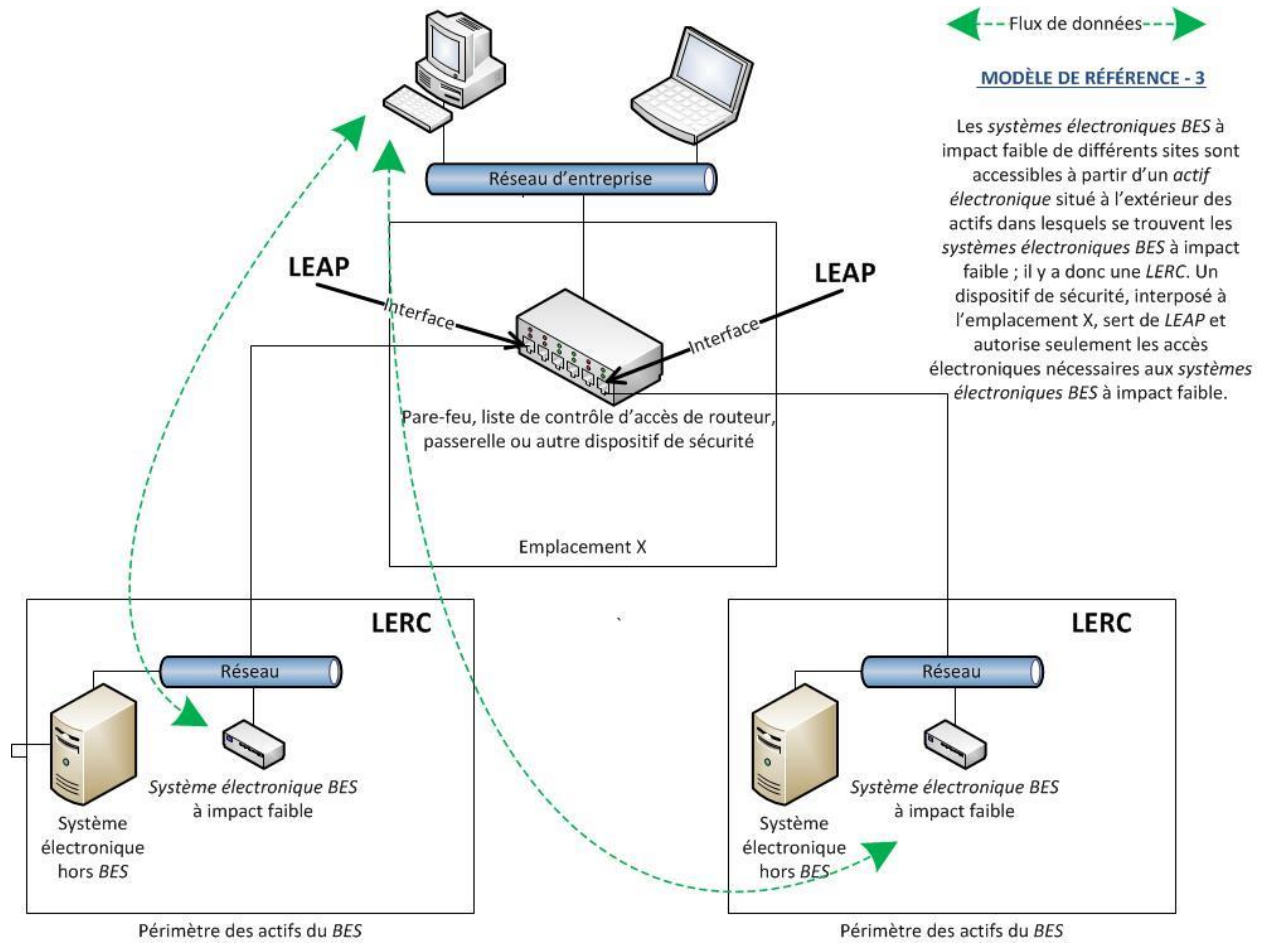 Flux de données
MODÈLE DE RÉFÉRENCE - 3
Les systèmes électroniques BES à
impact faible de différents sites sont
accessibles à partir d’un actif
électronique situé à l’extérieur des
actifs dans lesquels se trouvent les
systèmes électroniques BES à impact
faible ; il y a donc une LERC. Un
dispositif de sécurité, interposé à
l’emplacement X, sert de LEAP et
autorise seulement les accès
électroniques nécessaires aux systèmes
électroniques BES à impact faible.
Réseau d’entreprise
LEAP
LEAP
Interface
Interface
Pare-feu, liste de contrôle d’accès de routeur,
passerelle ou autre dispositif de sécurité
Emplacement X
LERC
Réseau
Système électronique BES
à impact faible
Système
électronique
hors BES
Périmètre des actifs du BES
LERC
Réseau
Système électronique BES
à impact faible
Système
électronique
hors BES
Périmètre des actifs du BES